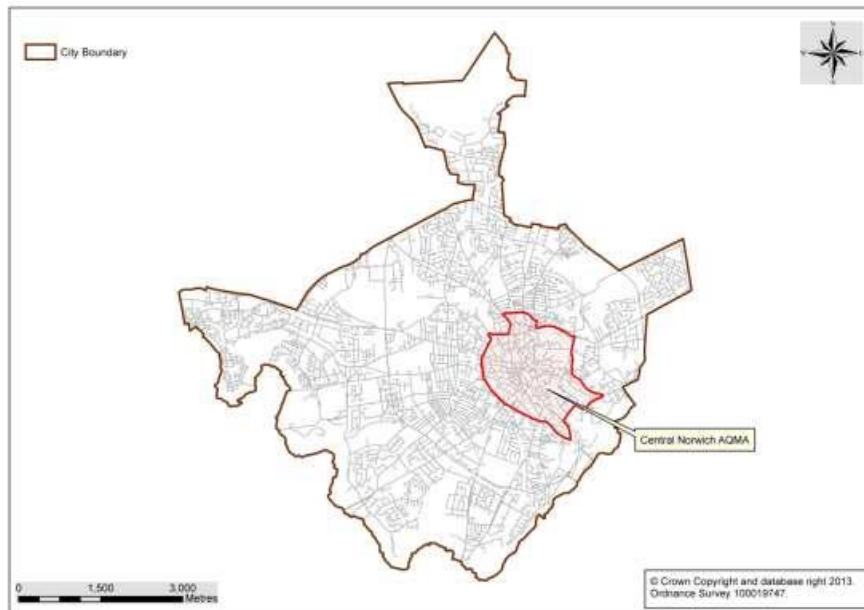 City Boundary
N
W
E
S
Central Norwich AQMA
0 1,500 3,000
Metres
© Crown Copyright and database right 2013.
Ordnance Survey 100019747.